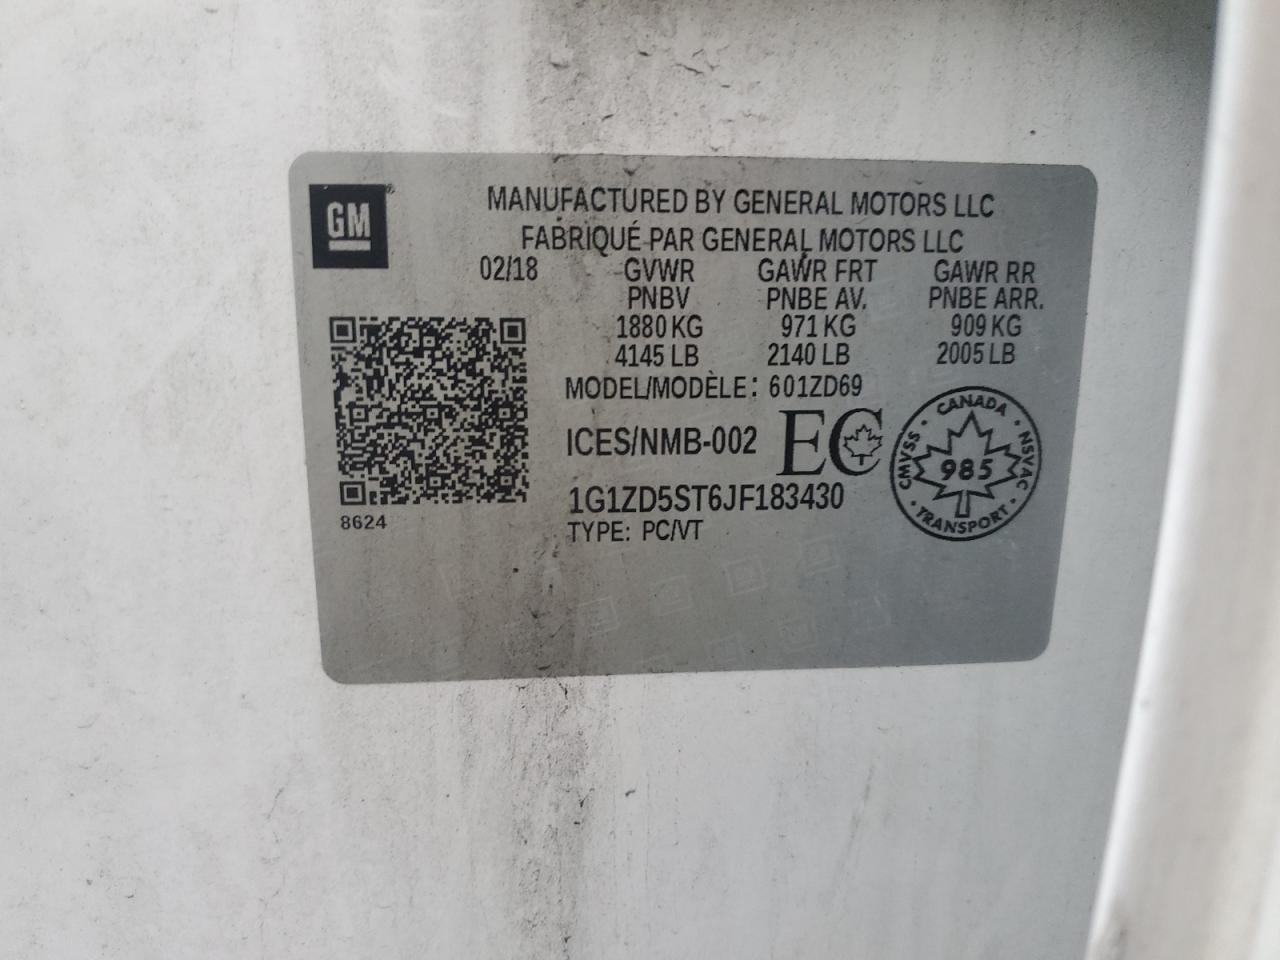 GM
MANUFACTURED BY GENERAL MOTORS LLC
FABRIQUÉ PAR GENERAL MOTORS LLC
02/18 GVWR GAWR FRT GAWR RR
PNBV PNBE AV. PNBE ARR.
1880 KG 971 KG 909 KG
4145 LB 2140 LB 2005 LB
MODEL/MODÈLE: 601ZD69
ICES/NMB-002 EC
CANADA
CMVSS 985 NSVAC
TRANSPORT
1G1ZD5ST6JF183430
8624
TYPE: PC/VT